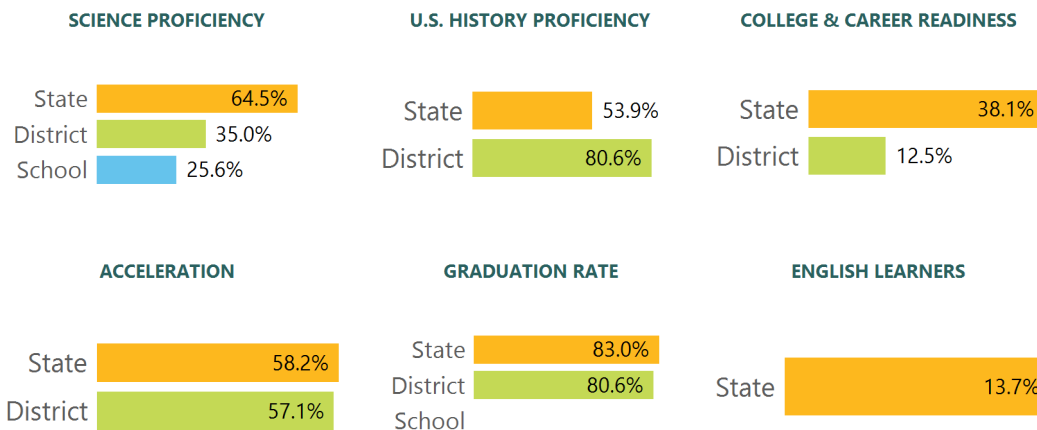 SCIENCE PROFICIENCY
State 64.5%
District 35.0%
School 25.6%
U.S. HISTORY PROFICIENCY
State 53.9%
District 80.6%
COLLEGE & CAREER READINESS
State 38.1%
District 12.5%
ACCELERATION
State 58.2%
District 57.1%
GRADUATION RATE
State 83.0%
District 80.6%
School
ENGLISH LEARNERS
State 13.7%